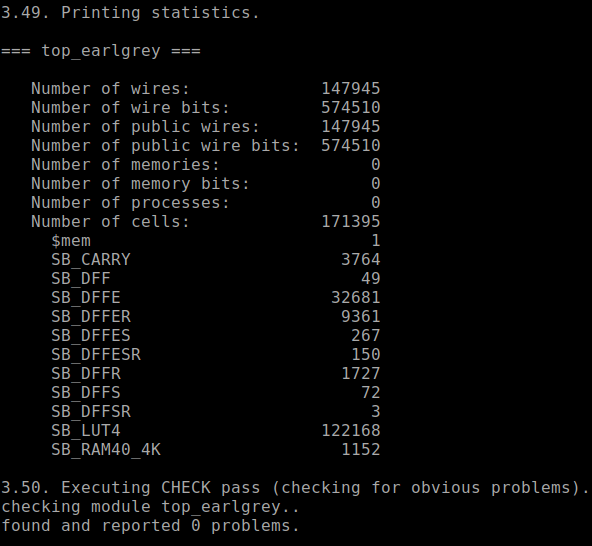 3.49. Printing statistics.
=== top_earlgrey ===
Number of wires: 147945
Number of wire bits: 574510
Number of public wires: 147945
Number of public wire bits: 574510
Number of memories: 0
Number of memory bits: 0
Number of processes: 0
Number of cells: 171395
$mem 1
SB_CARRY 3764
SB_DFF 49
SB_DFFE 32681
SB_DFFER 9361
SB_DFFES 267
SB_DFFESR 150
SB_DFFR 1727
SB_DFFS 72
SB_DFFSR 3
SB_LUT4 122168
SB_RAM40_4K 1152
3.50. Executing CHECK pass (checking for obvious problems).
checking module top_earlgrey..
found and reported 0 problems.